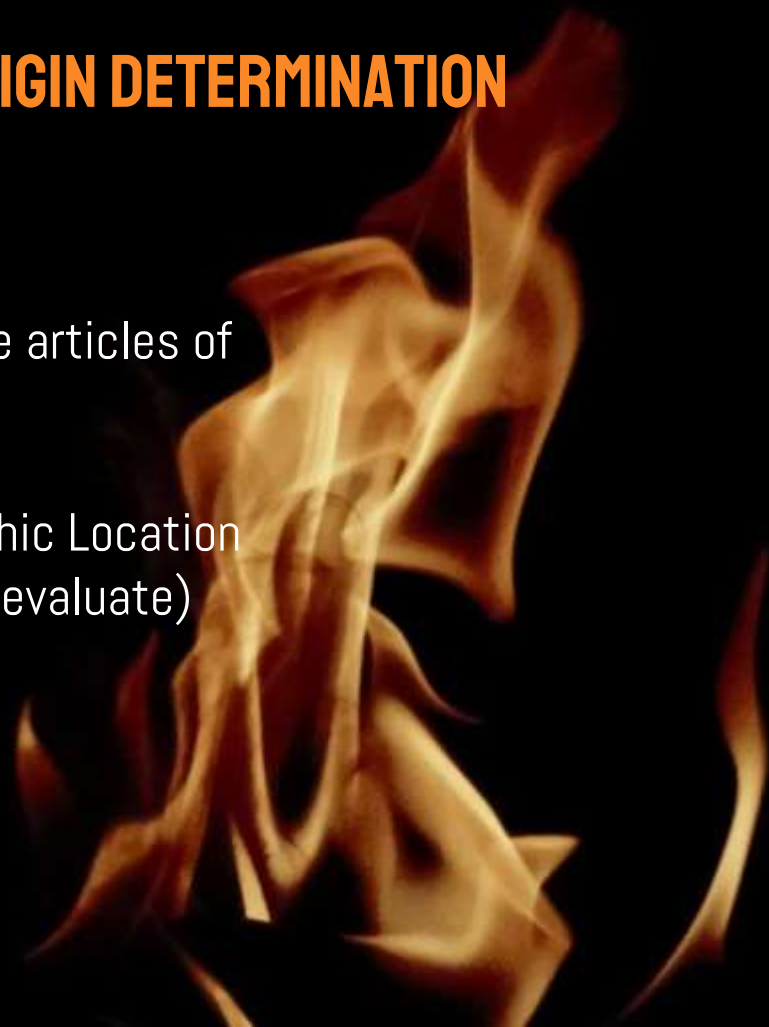 IGIN DETERMINATION
e articles of
hic Location
evaluate)